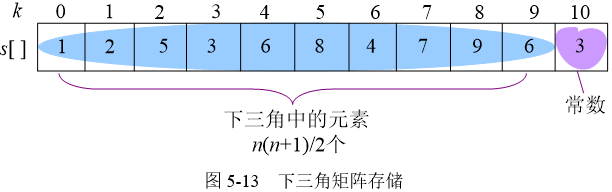 k 0 1 2 3 4 5 6 7 8 9 10
s[ ] 1 2 5 3 6 8 4 7 9 6 3
下三角中的元素
n(n+1)/2个
常数
图 5-13 下三角矩阵存储